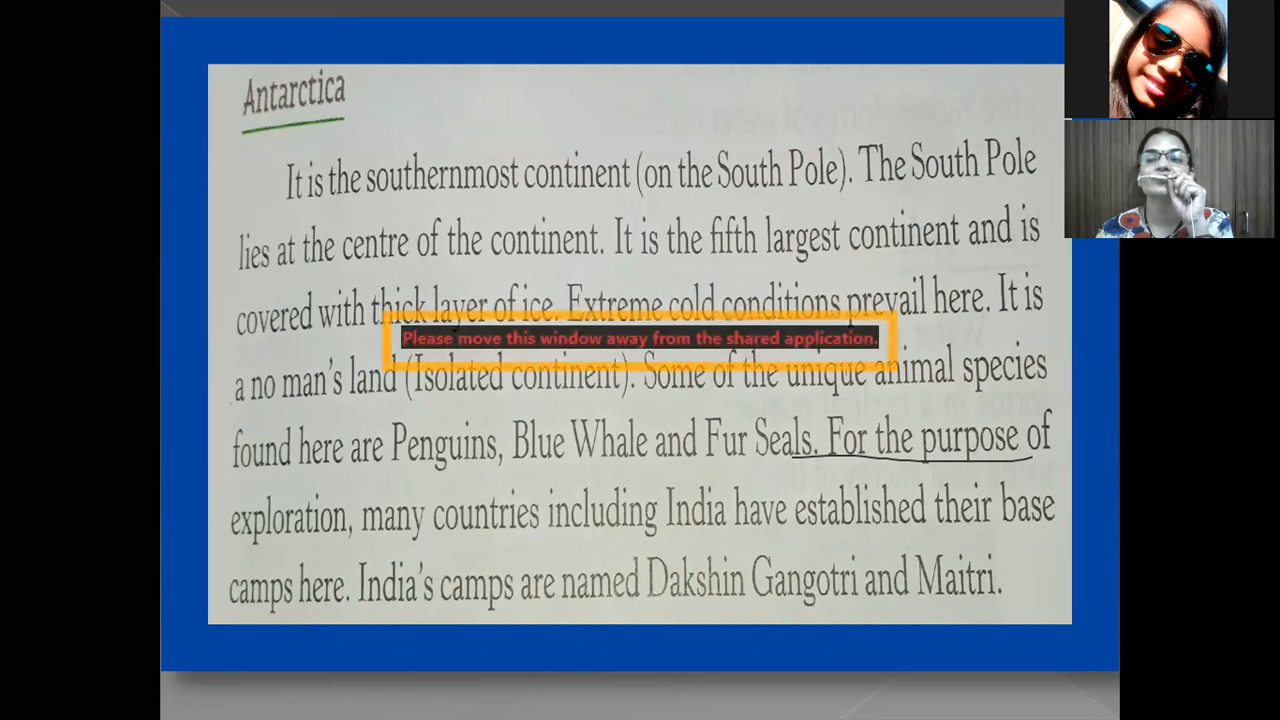 Antarctica
It is the southernmost continent (on the South Pole). The South Pole
lies at the centre of the continent. It is the fifth largest continent and is
covered with thick layer of ice. Extreme cold conditions prevail here. It is
Please move this window away from the shared application.
a no man's land (Isolated continent). Some of the unique animal species
found here are Penguins, Blue Whale and Fur Seals. For the purpose of
exploration, many countries including India have established their base
camps here. India's camps are named Dakshin Gangotri and Maitri.